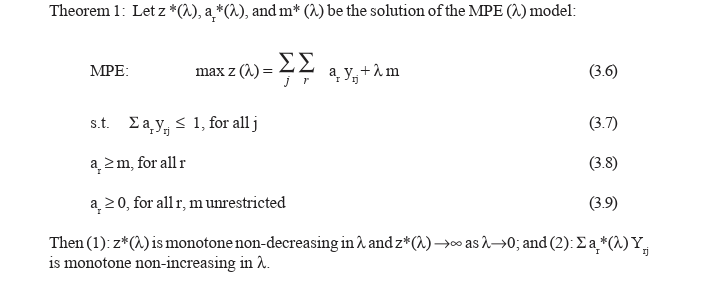 Theorem 1: Let z *(λ), a_r*(λ), and m* (λ) be the solution of the MPE (λ) model:
MPE: max z (λ) = Σ_j Σ_r a_r y_rj + λ m (3.6)
s.t. Σ a_r y_rj ≤ 1, for all j (3.7)
a_r ≥ m, for all r (3.8)
a_r ≥ 0, for all r, m unrestricted (3.9)
Then (1): z*(λ) is monotone non-decreasing in λ and z*(λ) →∞ as λ→0; and (2): Σ a_r*(λ) Y_rj
is monotone non-increasing in λ.